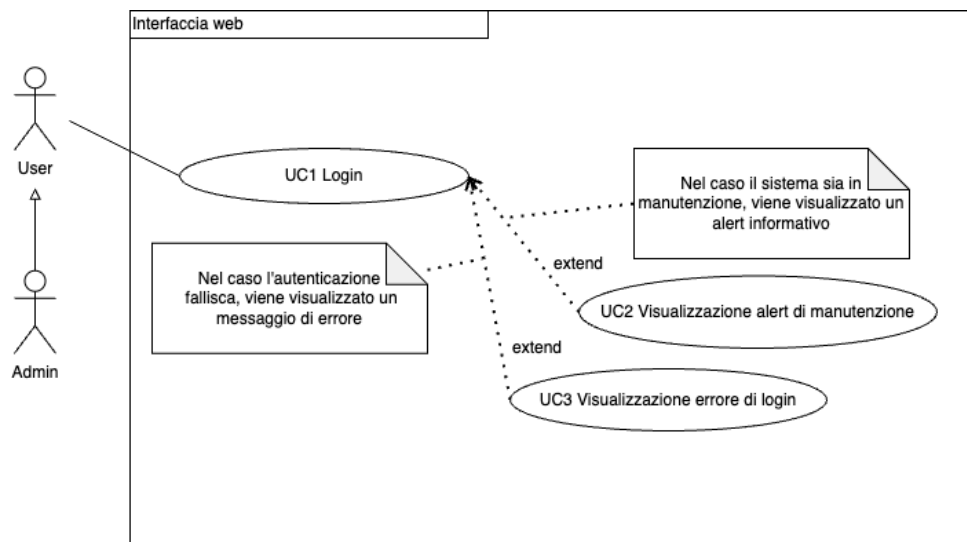 Interfaccia web
User
UC1 Login
Nel caso il sistema sia in
manutenzione, viene visualizzato un
alert informativo
Nel caso l'autenticazione
fallisca, viene visualizzato un
messaggio di errore
extend
UC2 Visualizzazione alert di manutenzione
extend
Admin
UC3 Visualizzazione errore di login